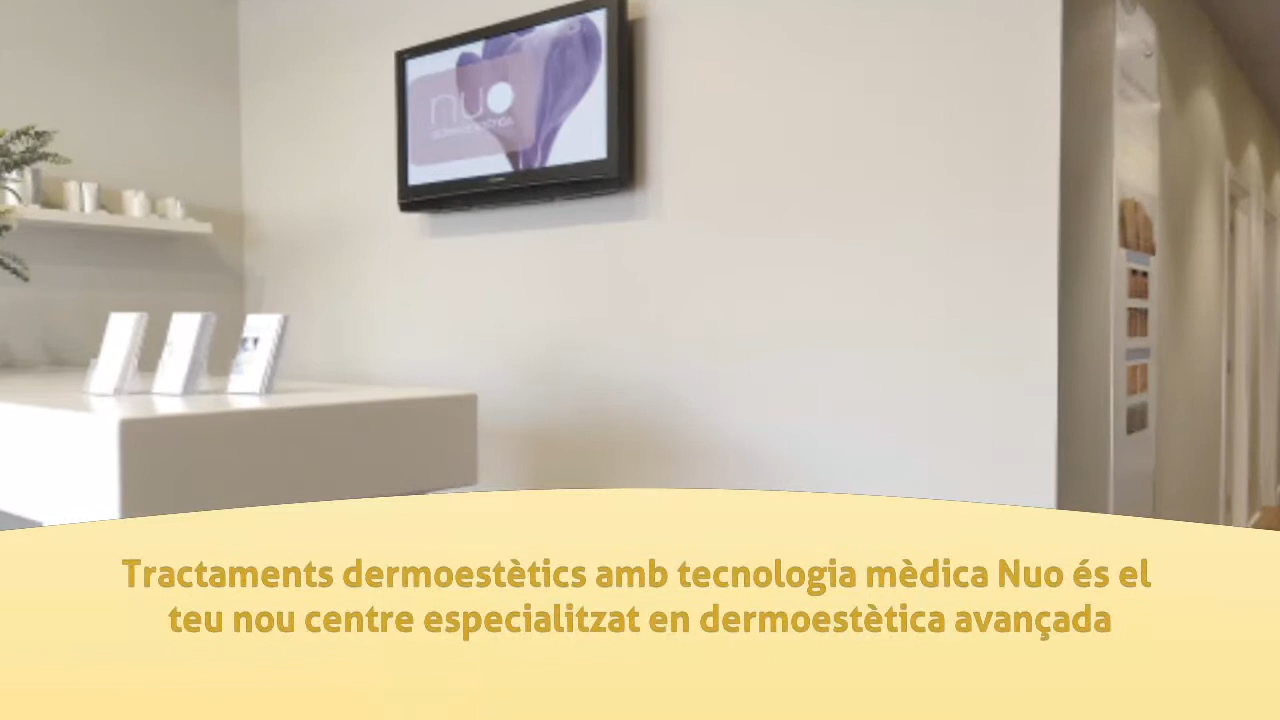 nuo
Tractaments dermoestètics amb tecnologia mèdica Nuo és el
teu nou centre especialitzat en dermoestètica avançada